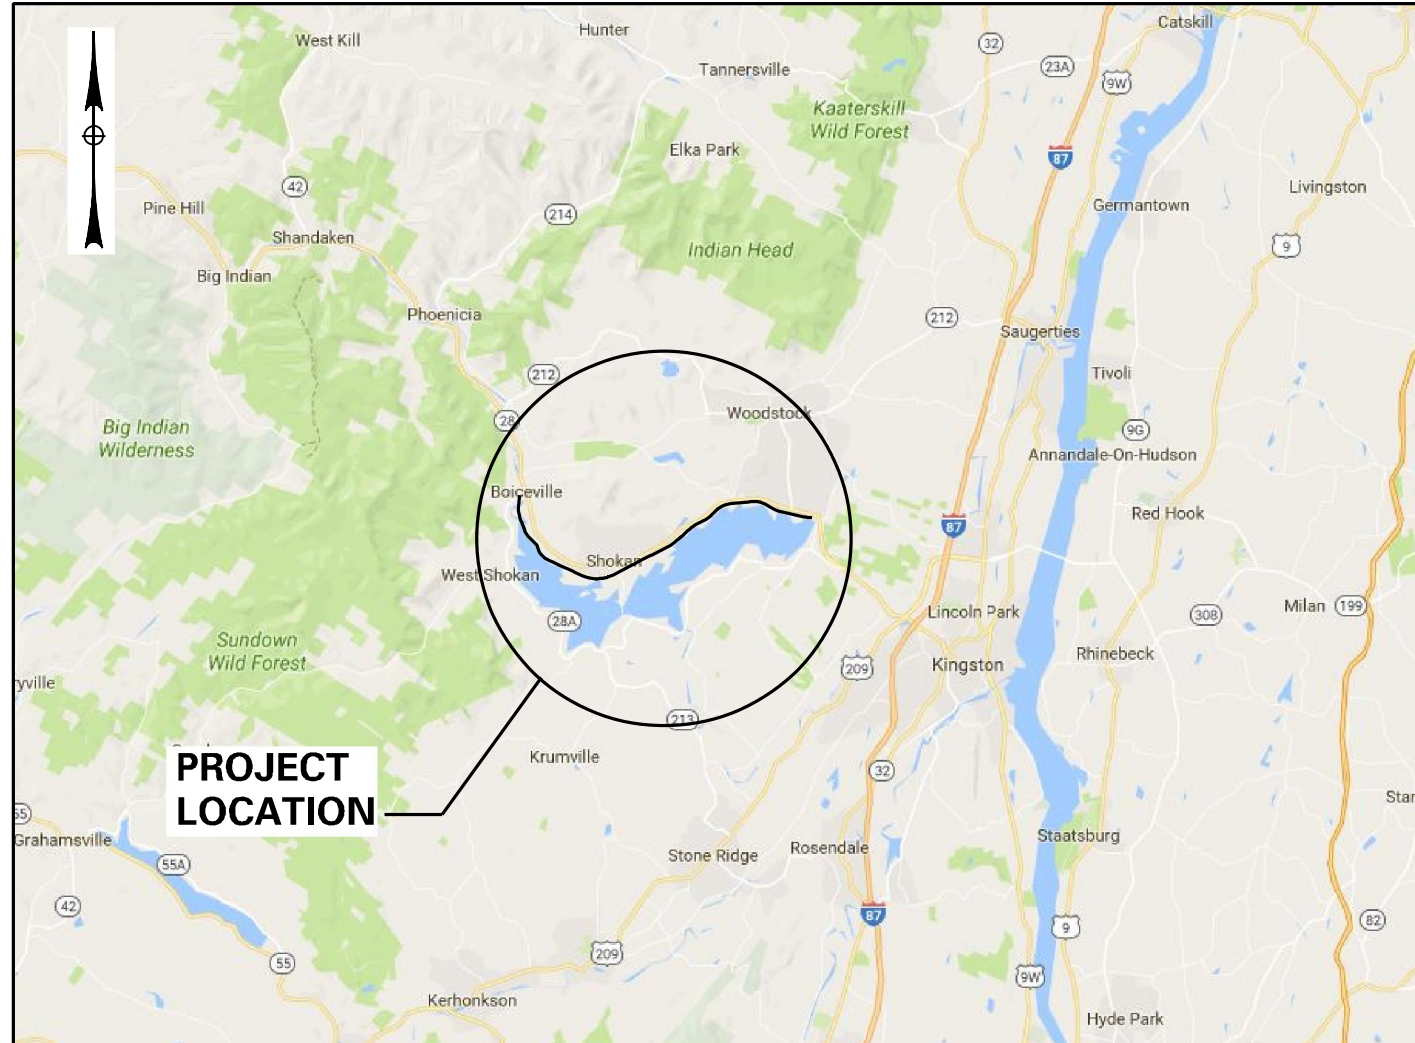 Catskill
Hunter
West Kill
32
23A
Tannersville
9W
Kaaterskill
Wild Forest
87
Elka Park
42
Livingston
Pine Hill
214
Germantown
Shandaken
Indian Head
9
Big Indian
Phoenicia
212
Saugerties
212
Tivoli
28
Woodstock
Big Indian
Wilderness
9G
Annandale-On-Hudson
Boiceville
87
Red Hook
Shokan
West Shokan
28A
Lincoln Park
308
Milan
199
Sundown
Wild Forest
209
Kingston
Rhinebeck
ryville
213
PROJECT
LOCATION
Krumville
32
Star
55
Grahamsville
Staatsburg
55A
Stone Ridge
Rosendale
42
87
82
9
209
55
9W
Kerhonkson
Hyde Park